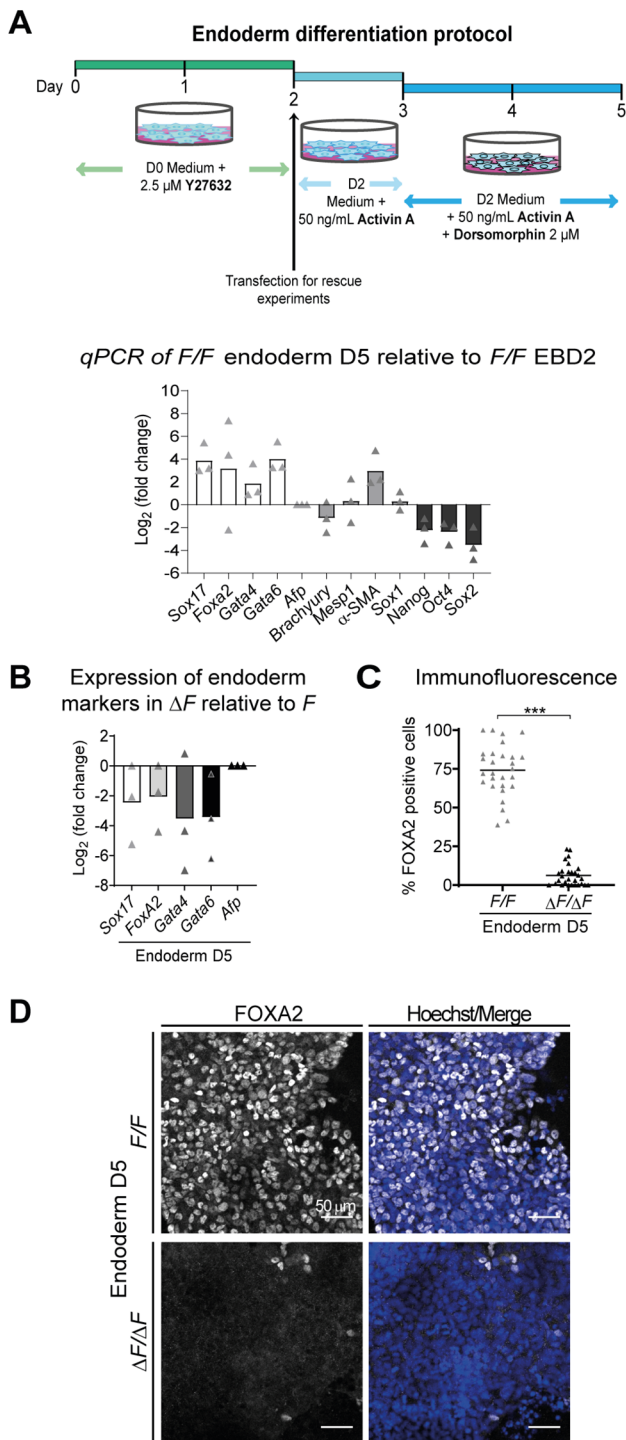 A
Endoderm differentiation protocol
Day 0 1 2 3 4 5
D0 Medium +
2.5 µM Y27632
D2
Medium +
50 ng/mL Activin A
D2 Medium
+ 50 ng/mL Activin A
+ Dorsomorphin 2 µM
Transfection for rescue
experiments
qPCR of F/F endoderm D5 relative to F/F EBD2
Log2 (fold change)
10
8
6
4
2
0
-2
-4
-6
Sox17
Foxa2
Gata4
Gata6
Afp
Brachyury
Mesp1
α-SMA
Sox1
Nanog
Oct4
Sox2
B
Expression of endoderm
markers in ΔF relative to F
Log2 (fold change)
0
-2
-4
-6
-8
Sox17
FoxA2
Gata4
Gata6
Afp
Endoderm D5
C
Immunofluorescence
***
% FOXA2 positive cells
100
75
50
25
0
F/F ΔF/ΔF
Endoderm D5
D
FOXA2 Hoechst/Merge
Endoderm D5
F/F
50 µm
ΔF/ΔF